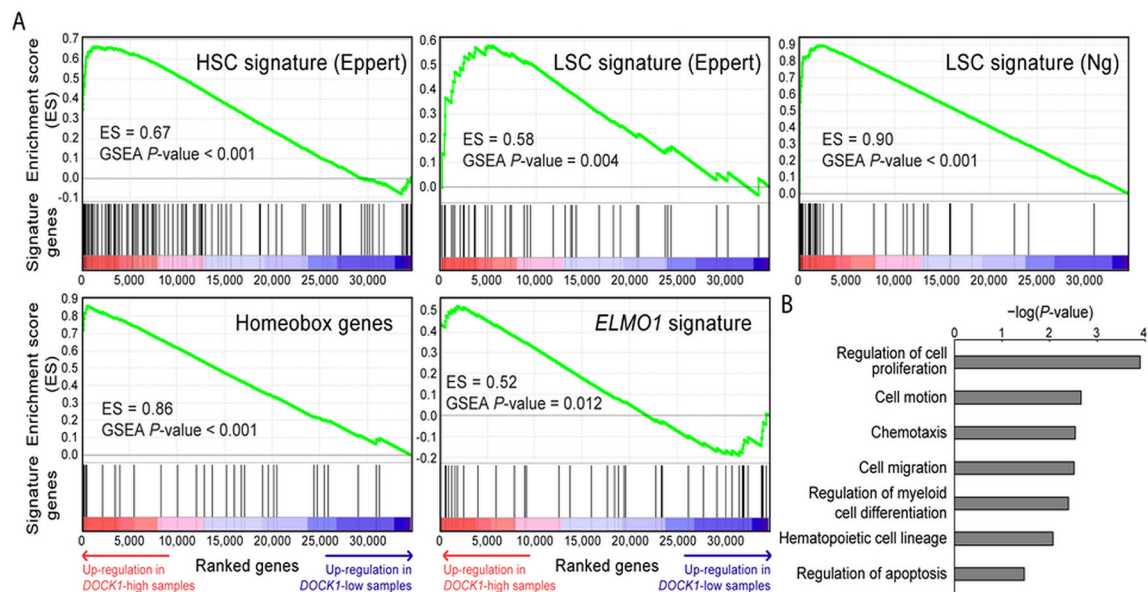 A
HSC signature (Eppert)
Enrichment score
(ES)
0.7
0.6
0.5
0.4
0.3
0.2
0.1
0.0
-0.1
ES = 0.67
GSEA P-value < 0.001
Signature
genes
0 5,000 10,000 15,000 20,000 25,000 30,000
LSC signature (Eppert)
0.6
0.5
0.4
0.3
0.2
0.1
0.0
ES = 0.58
GSEA P-value = 0.004
0 5,000 10,000 15,000 20,000 25,000 30,000
LSC signature (Ng)
0.9
0.8
0.7
0.6
0.5
0.4
0.3
0.2
0.1
0.0
ES = 0.90
GSEA P-value < 0.001
0 5,000 10,000 15,000 20,000 25,000 30,000
Homeobox genes
Enrichment score
(ES)
0.9
0.8
0.7
0.6
0.5
0.4
0.3
0.2
0.1
0.0
ES = 0.86
GSEA P-value < 0.001
Signature
genes
0 5,000 10,000 15,000 20,000 25,000 30,000
Up-regulation in
DOCK1-high samples
Ranked genes
Up-regulation in
DOCK1-low samples
ELMO1 signature
0.5
0.4
0.3
0.2
0.1
0.0
-0.1
-0.2
ES = 0.52
GSEA P-value = 0.012
0 5,000 10,000 15,000 20,000 25,000 30,000
Up-regulation in
DOCK1-high samples
Ranked genes
Up-regulation in
DOCK1-low samples
B
−log(P-value)
0 1 2 3 4
Regulation of cell
proliferation
Cell motion
Chemotaxis
Cell migration
Regulation of myeloid
cell differentiation
Hematopoietic cell lineage
Regulation of apoptosis